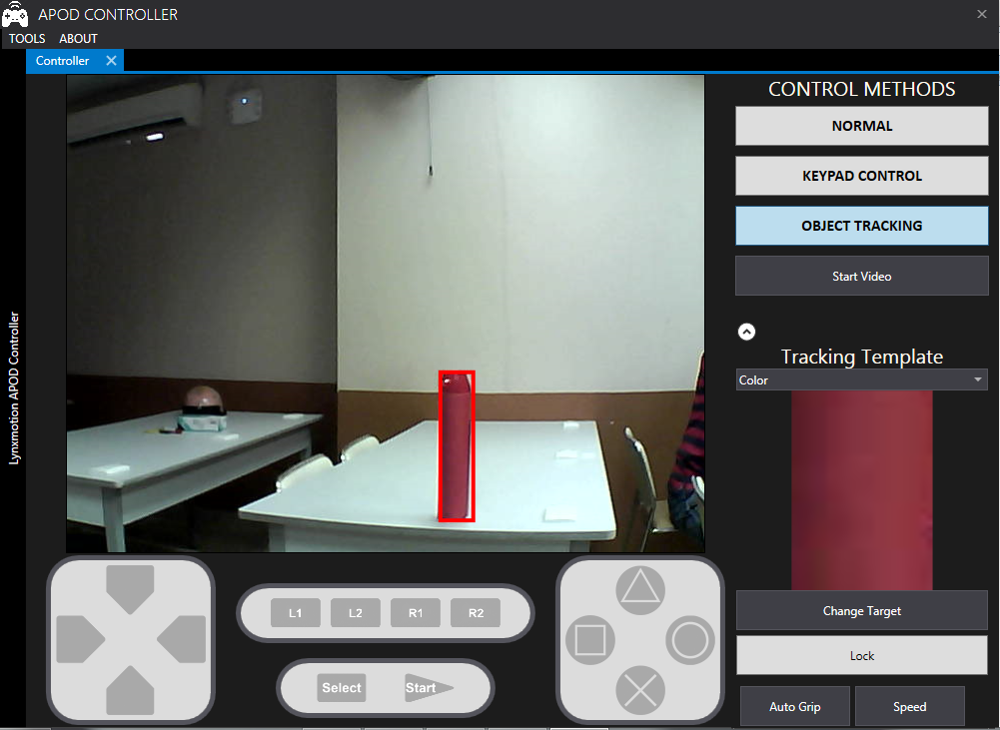 APOD CONTROLLER
TOOLS ABOUT
Controller
Lynxmotion APOD Controller
CONTROL METHODS
NORMAL
KEYPAD CONTROL
OBJECT TRACKING
Start Video
Tracking Template
Color
Change Target
Lock
Auto Grip Speed
L1 L2 R1 R2
Select Start